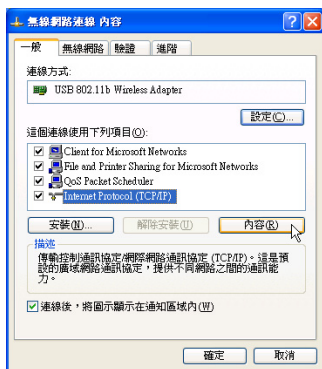 無線網路連線 內容
一般 無線網路 驗證 進階
連線方式:
USB 802.11b Wireless Adapter
設定(C)...
這個連線使用下列項目(O):
Client for Microsoft Networks
File and Printer Sharing for Microsoft Networks
QoS Packet Scheduler
Internet Protocol (TCP/IP)
安裝(N)... 解除安裝(U) 內容(R)
描述
傳輸控制通訊協定/網際網路通訊協定 (TCP/IP)。這是預
設的廣域網路通訊協定，提供不同網路之間的通訊能
力。
連線後，將圖示顯示在通知區域內(W)
確定 取消